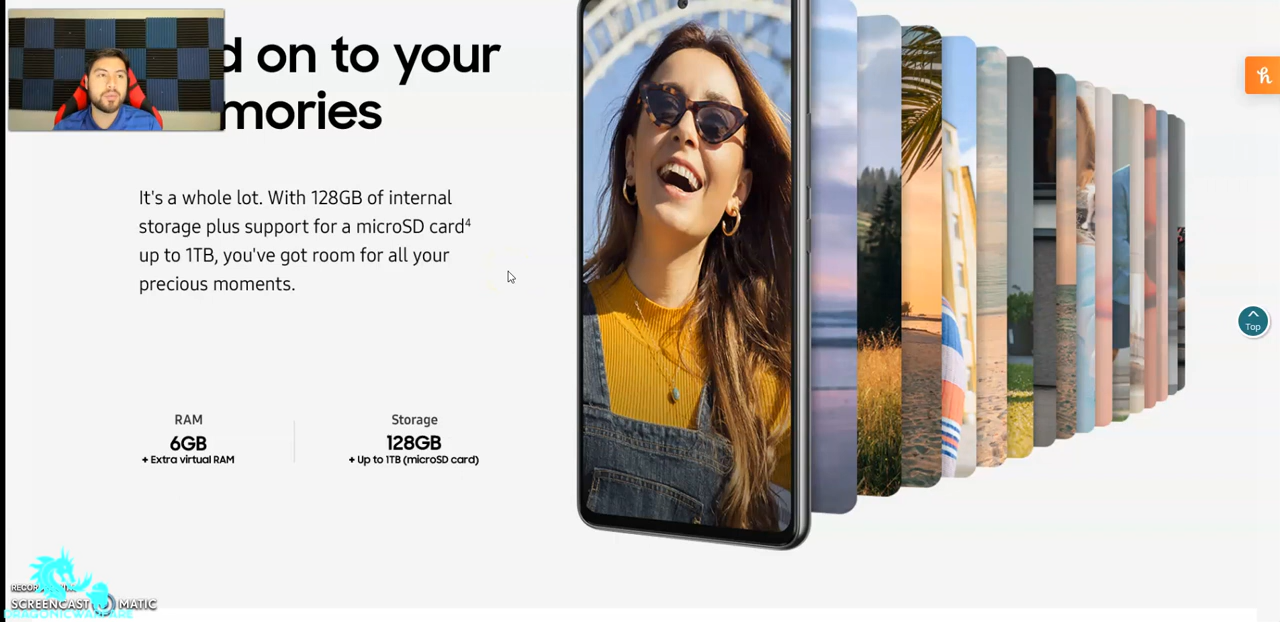 d on to your
mories
It's a whole lot. With 128GB of internal
storage plus support for a microSD card⁴
up to 1TB, you've got room for all your
precious moments.
RAM
6GB
+ Extra virtual RAM
Storage
128GB
+ Up to 1TB (microSD card)
Top
SCREENCAST MATIC
DRAGONICWARFARE